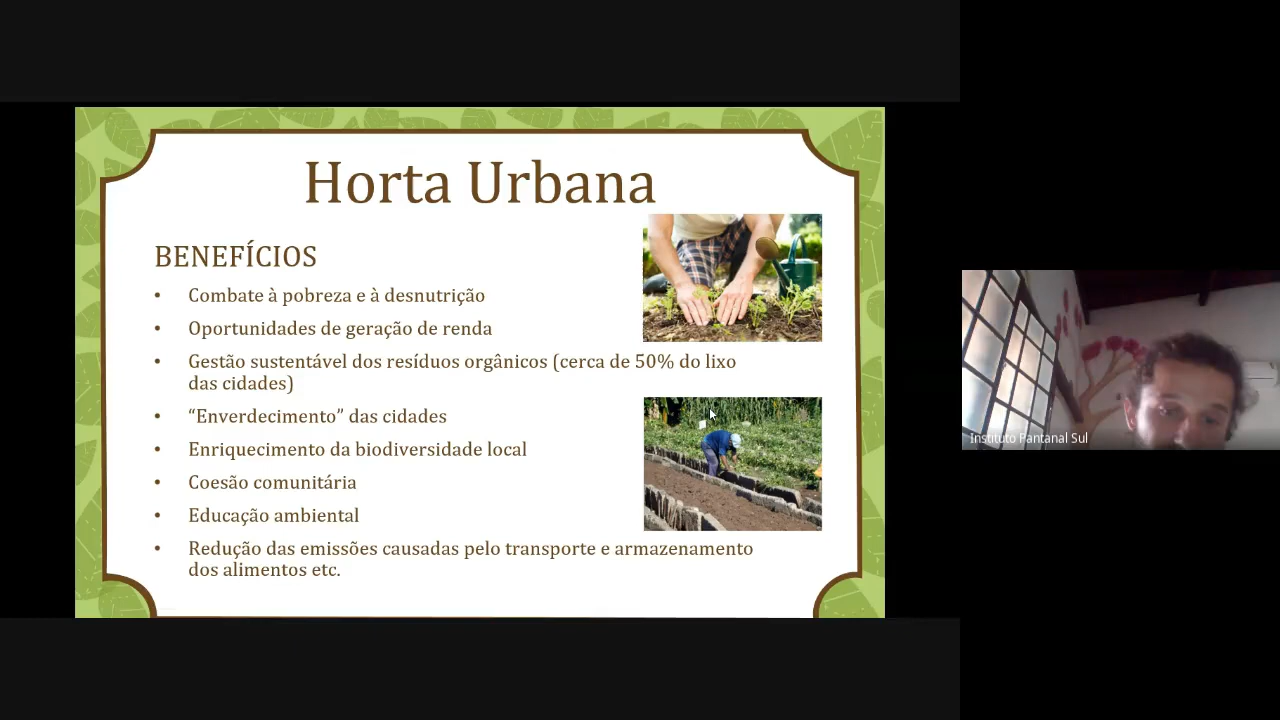 Horta Urbana
BENEFÍCIOS
• Combate à pobreza e à desnutrição
• Oportunidades de geração de renda
• Gestão sustentável dos resíduos orgânicos (cerca de 50% do lixo
das cidades)
• “Enverdecimento” das cidades
• Enriquecimento da biodiversidade local
• Coesão comunitária
• Educação ambiental
• Redução das emissões causadas pelo transporte e armazenamento
dos alimentos etc.
Instituto Pantanal Sul